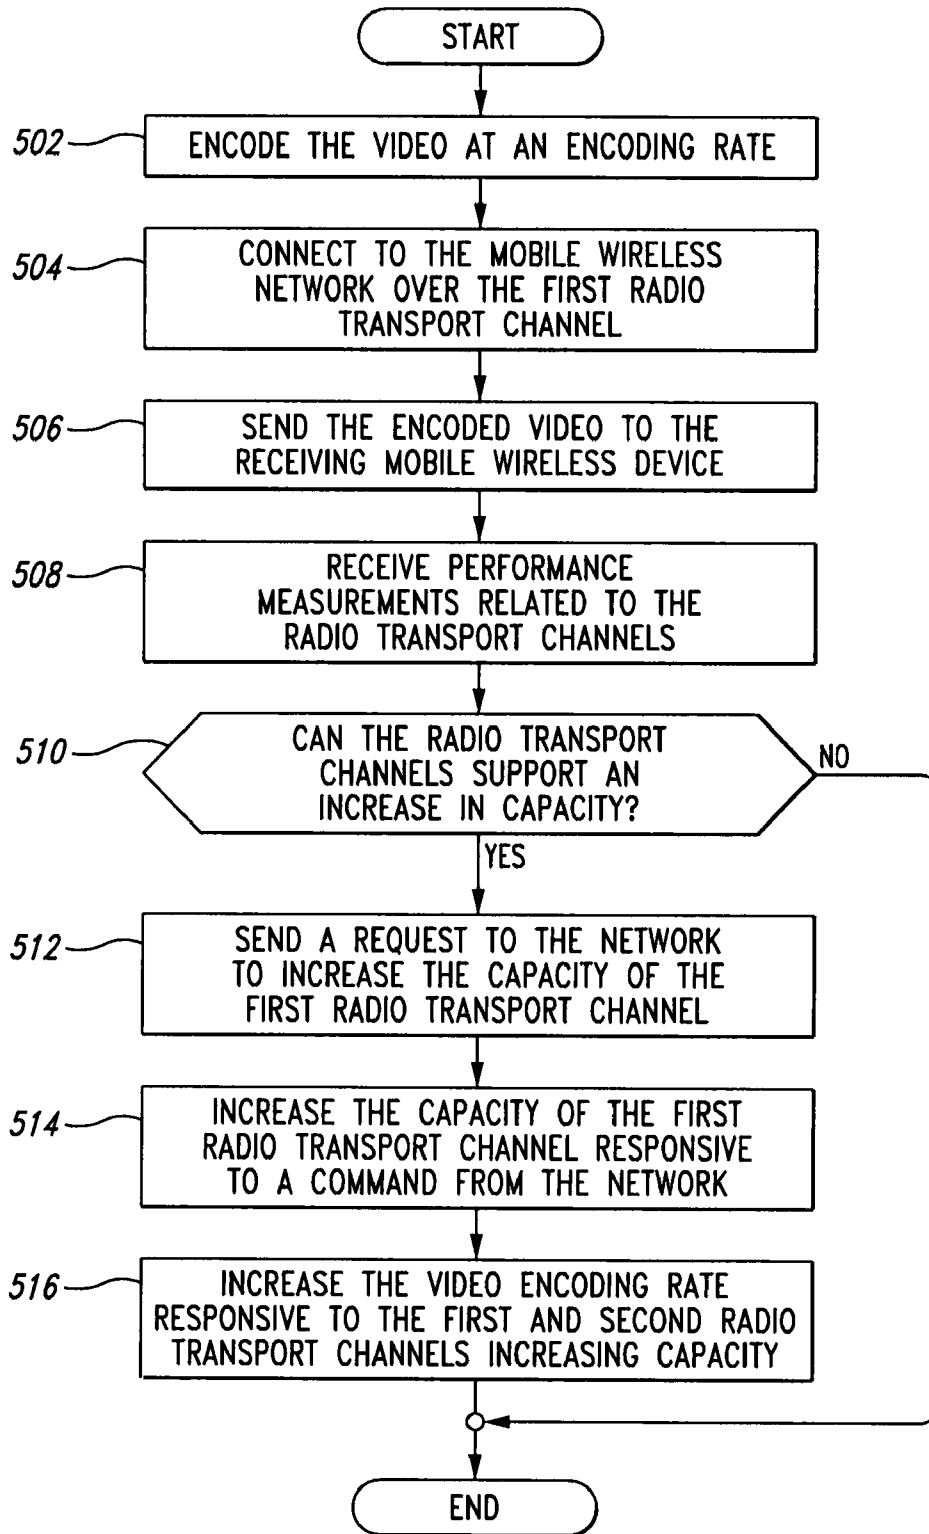 START
502
ENCODE THE VIDEO AT AN ENCODING RATE
504
CONNECT TO THE MOBILE WIRELESS
NETWORK OVER THE FIRST RADIO
TRANSPORT CHANNEL
506
SEND THE ENCODED VIDEO TO THE
RECEIVING MOBILE WIRELESS DEVICE
508
RECEIVE PERFORMANCE
MEASUREMENTS RELATED TO THE
RADIO TRANSPORT CHANNELS
510
CAN THE RADIO TRANSPORT
CHANNELS SUPPORT AN
INCREASE IN CAPACITY?
NO
YES
512
SEND A REQUEST TO THE NETWORK
TO INCREASE THE CAPACITY OF THE
FIRST RADIO TRANSPORT CHANNEL
514
INCREASE THE CAPACITY OF THE FIRST
RADIO TRANSPORT CHANNEL RESPONSIVE
TO A COMMAND FROM THE NETWORK
516
INCREASE THE VIDEO ENCODING RATE
RESPONSIVE TO THE FIRST AND SECOND RADIO
TRANSPORT CHANNELS INCREASING CAPACITY
END